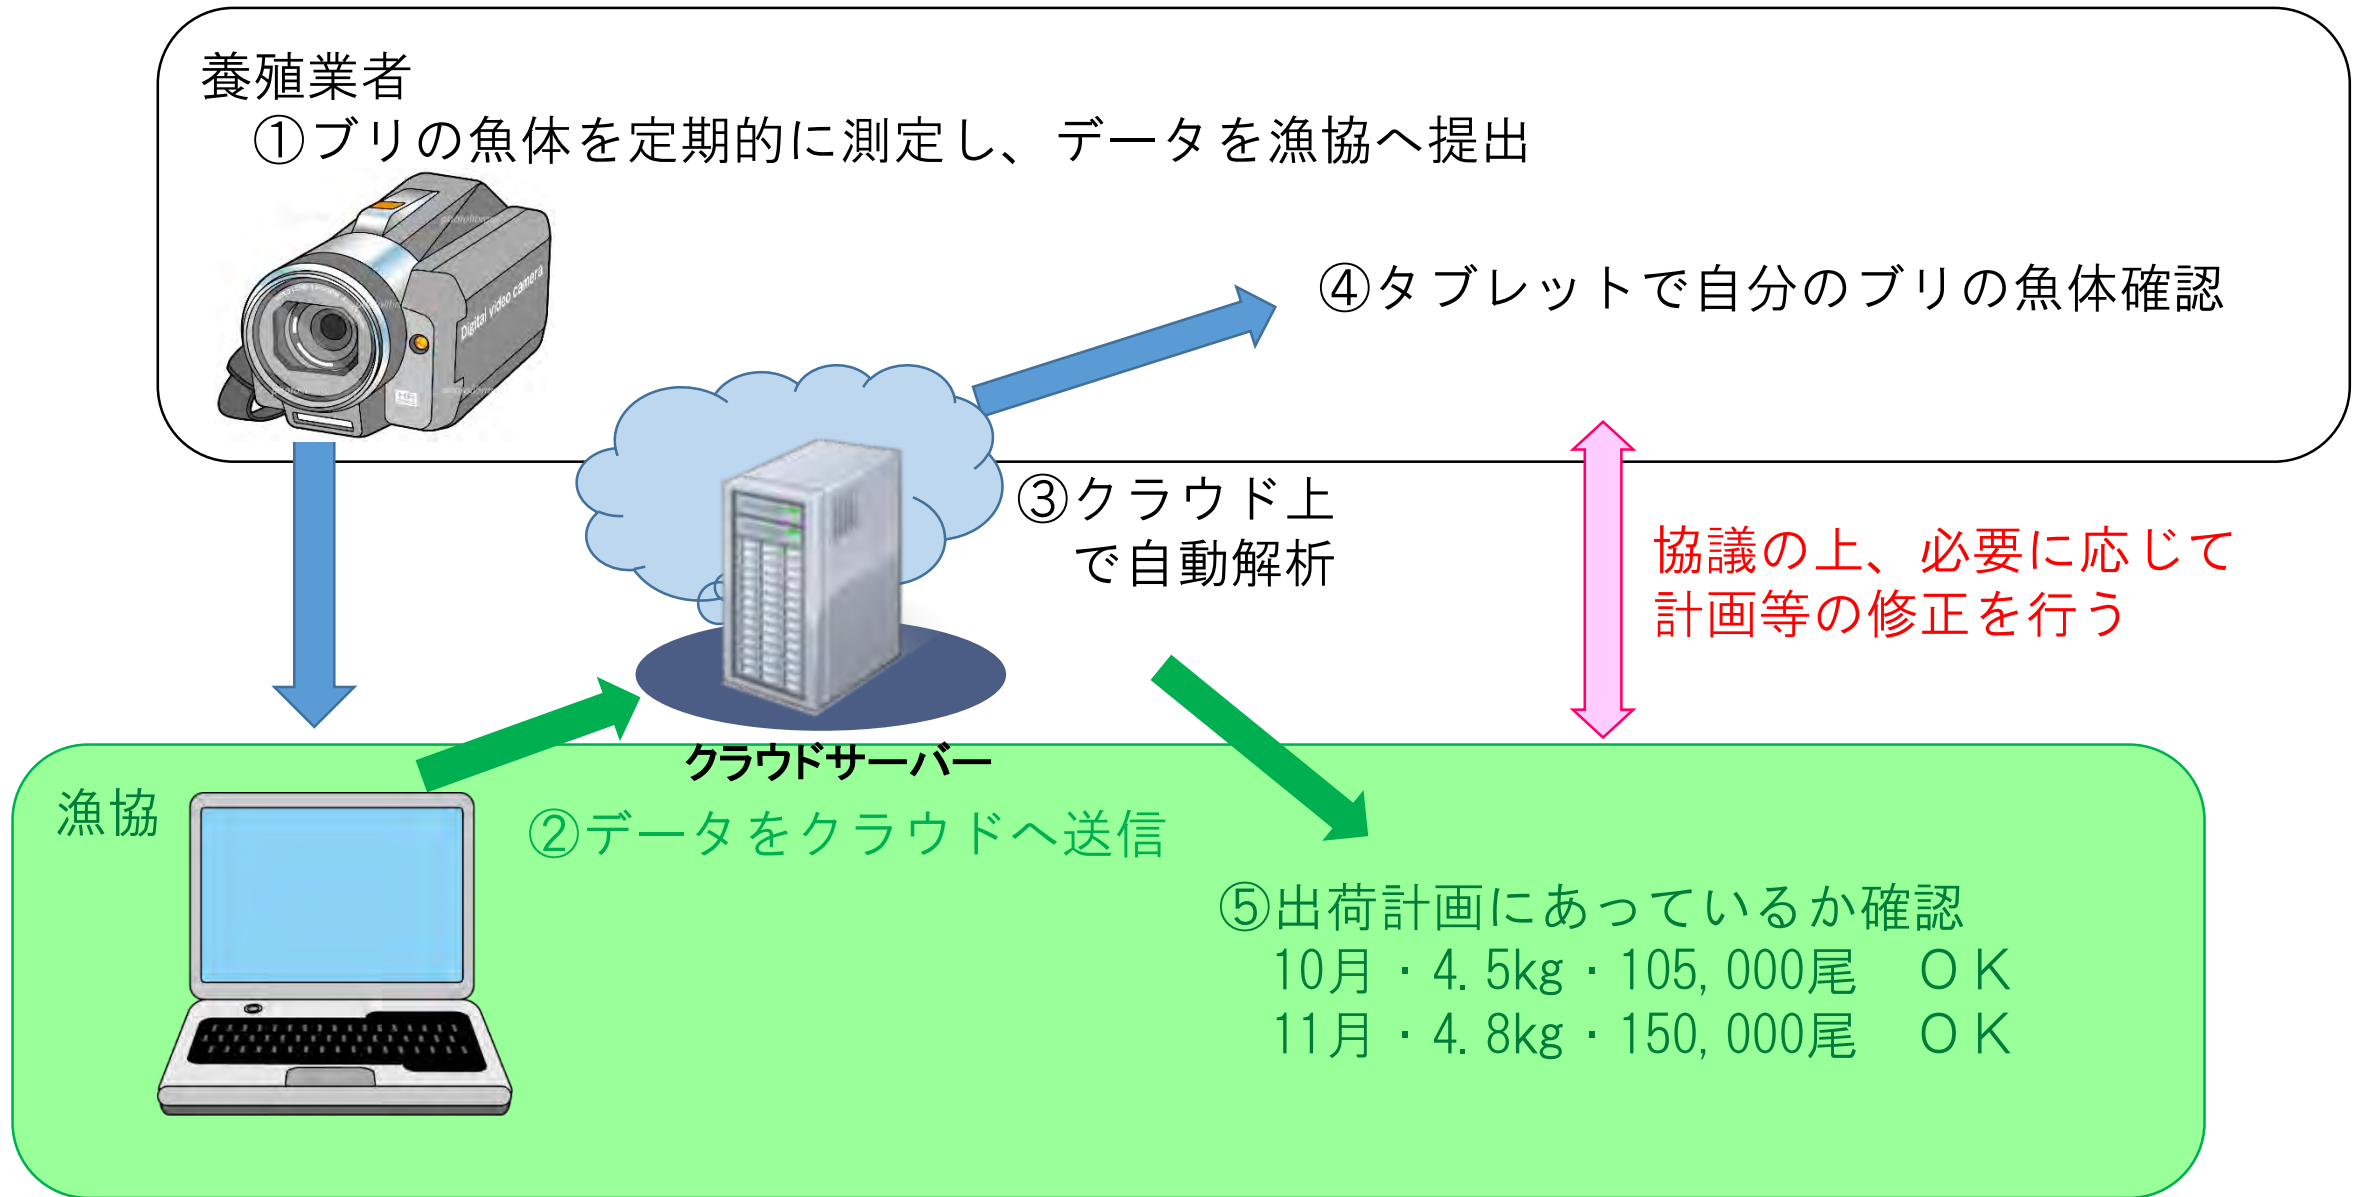 養殖業者
①ブリの魚体を定期的に測定し、データを漁協へ提出
Digital video camera
④タブレットで自分のブリの魚体確認
③クラウド上
で自動解析
協議の上、必要に応じて
計画等の修正を行う
クラウドサーバー
漁協
②データをクラウドへ送信
⑤出荷計画にあっているか確認
10月・4.5kg・105,000尾　ＯＫ
11月・4.8kg・150,000尾　ＯＫ